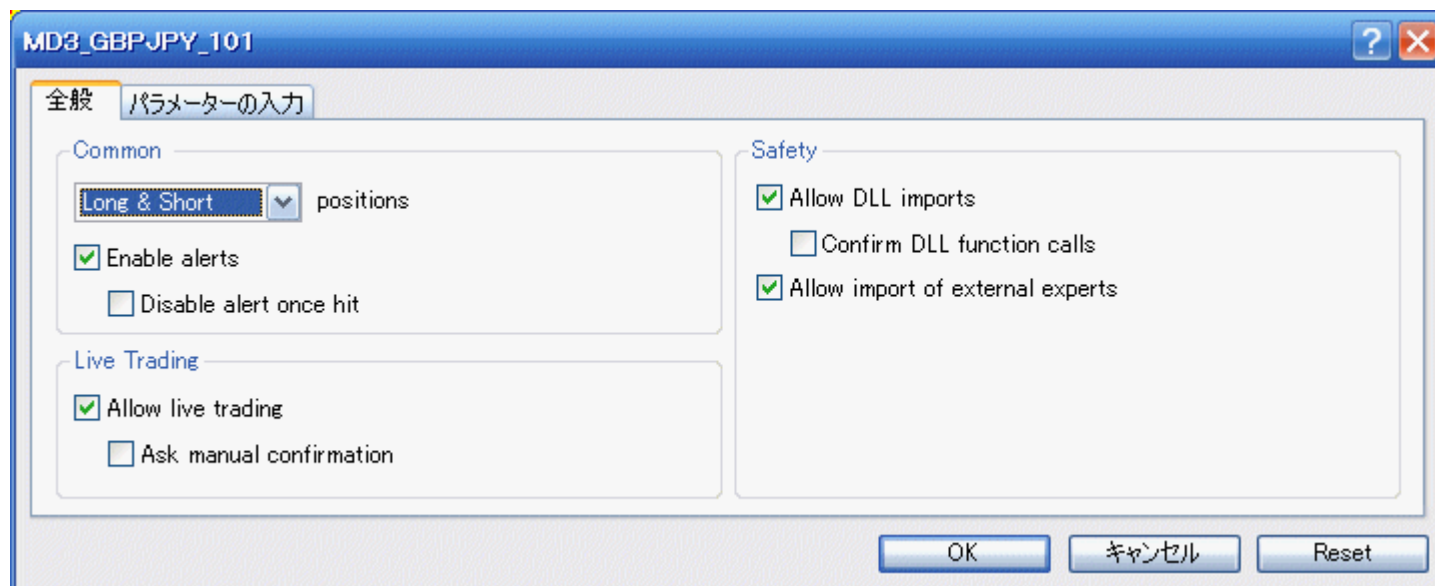 MD3_GBPJPY_101
全般 パラメーターの入力
Common
Long & Short positions
Enable alerts
Disable alert once hit
Live Trading
Allow live trading
Ask manual confirmation
Safety
Allow DLL imports
Confirm DLL function calls
Allow import of external experts
OK キャンセル Reset